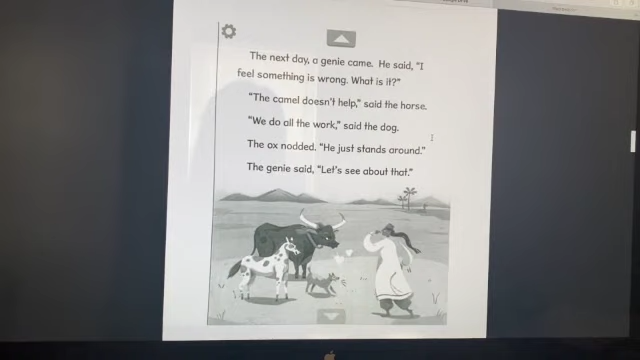 The next day, a genie came. He said, "I
feel something is wrong. What is it?"
"The camel doesn't help," said the horse.
"We do all the work," said the dog.
The ox nodded. "He just stands around."
The genie said, "Let's see about that."